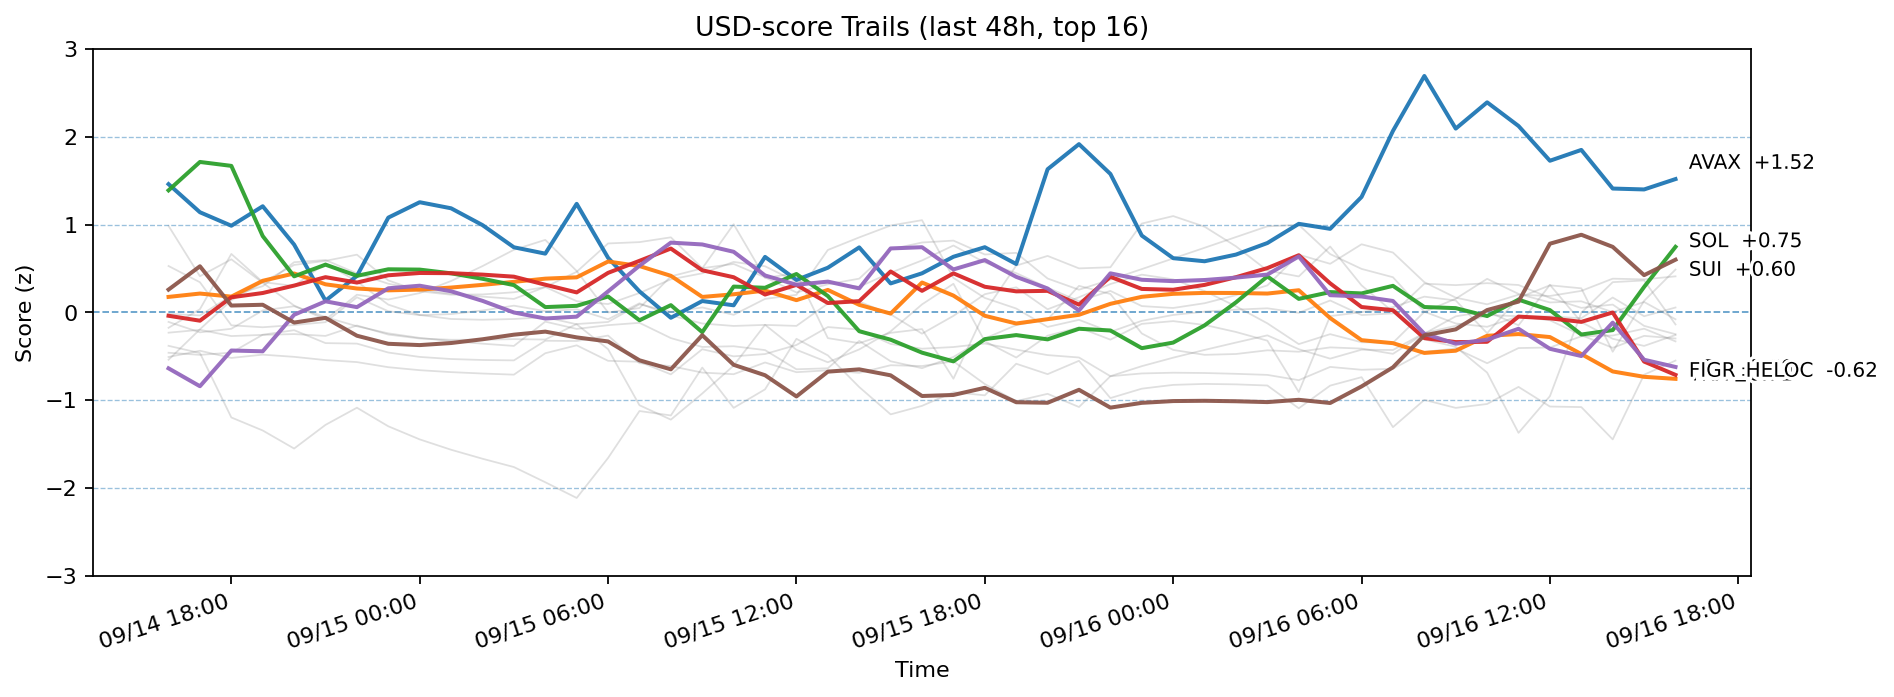 USD-score Trails (last 48h, top 16)
Score (z)
3
2
1
0
−1
−2
−3
AVAX +1.52
SOL +0.75
SUI +0.60
FIGR_HELOC -0.62
09/14 18:00
09/15 00:00
09/15 06:00
09/15 12:00
09/15 18:00
09/16 00:00
09/16 06:00
09/16 12:00
09/16 18:00
Time